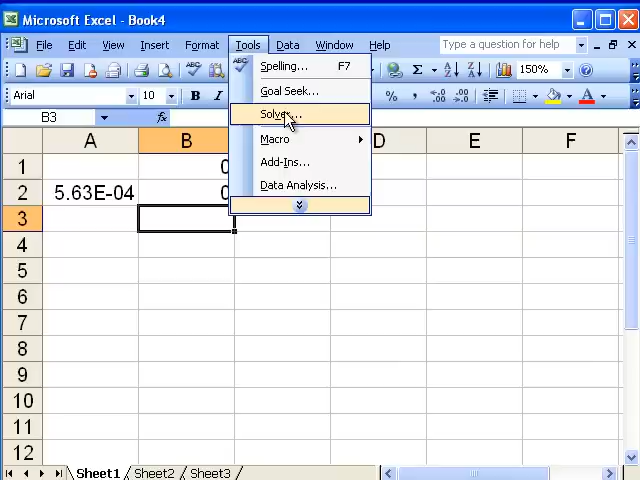 Microsoft Excel - Book4
File Edit View Insert Format Tools Data Window Help Type a question for help
Spelling... F7
150%
Arial 10 B I
Goal Seek...
Solver...
B3 fx
Macro
A B D E F
Add-Ins...
1 0
Data Analysis...
2 5.63E-04 0
3
4
5
6
7
8
9
10
11
12
Sheet1 Sheet2 Sheet3